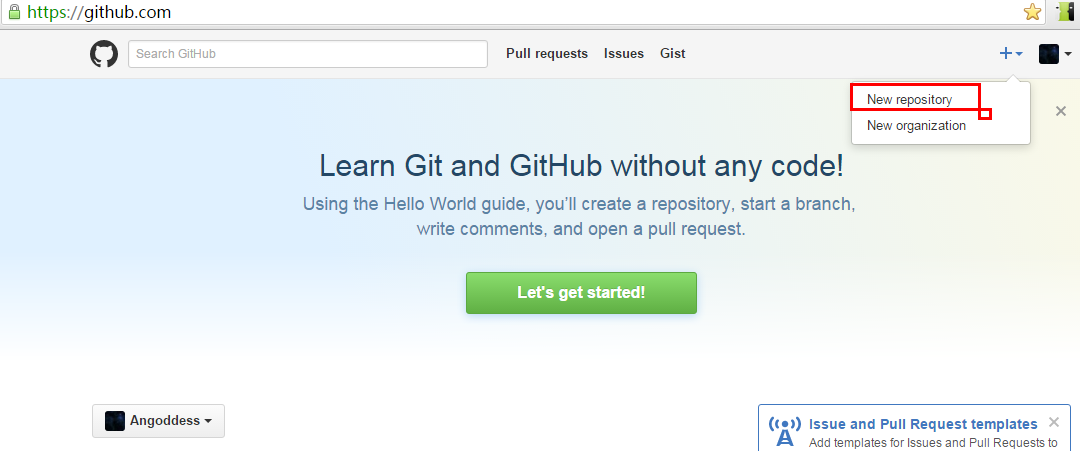 https://github.com
Search GitHub
Pull requests
Issues
Gist
New repository
New organization
Learn Git and GitHub without any code!
Using the Hello World guide, you'll create a repository, start a branch,
write comments, and open a pull request.
Let's get started!
Angoddess
Issue and Pull Request templates
Add templates for Issues and Pull Requests to